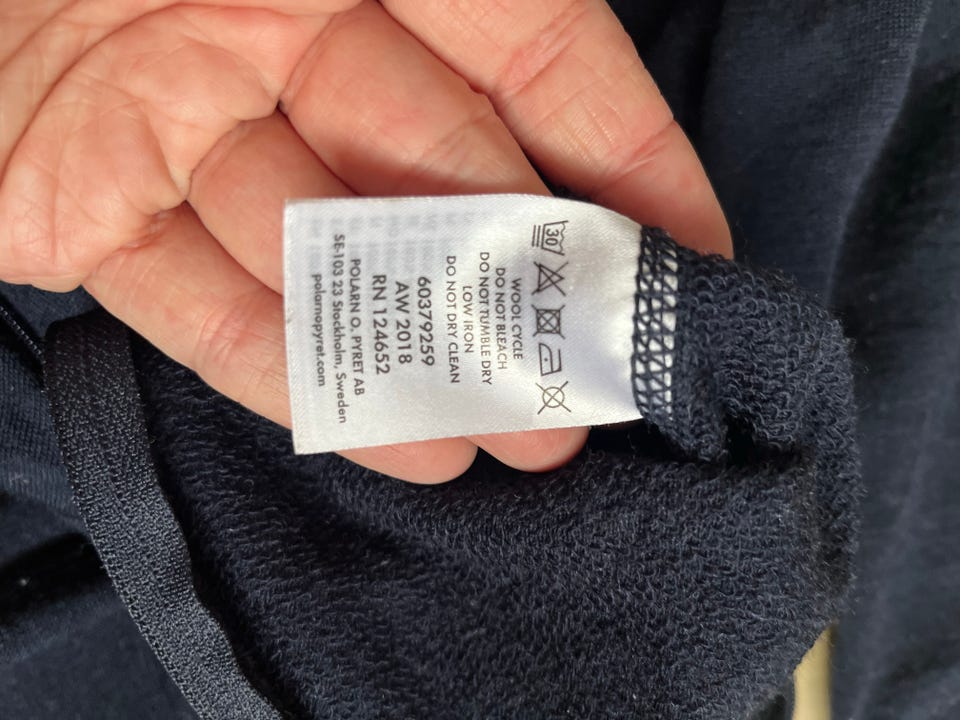 30
WOOL CYCLE
DO NOT BLEACH
DO NOT TUMBLE DRY
LOW IRON
DO NOT DRY CLEAN
60379259
AW 2018
RN 124652
POLARN O. PYRET AB
SE-103 23 Stockholm, Sweden
polarnopyret.com